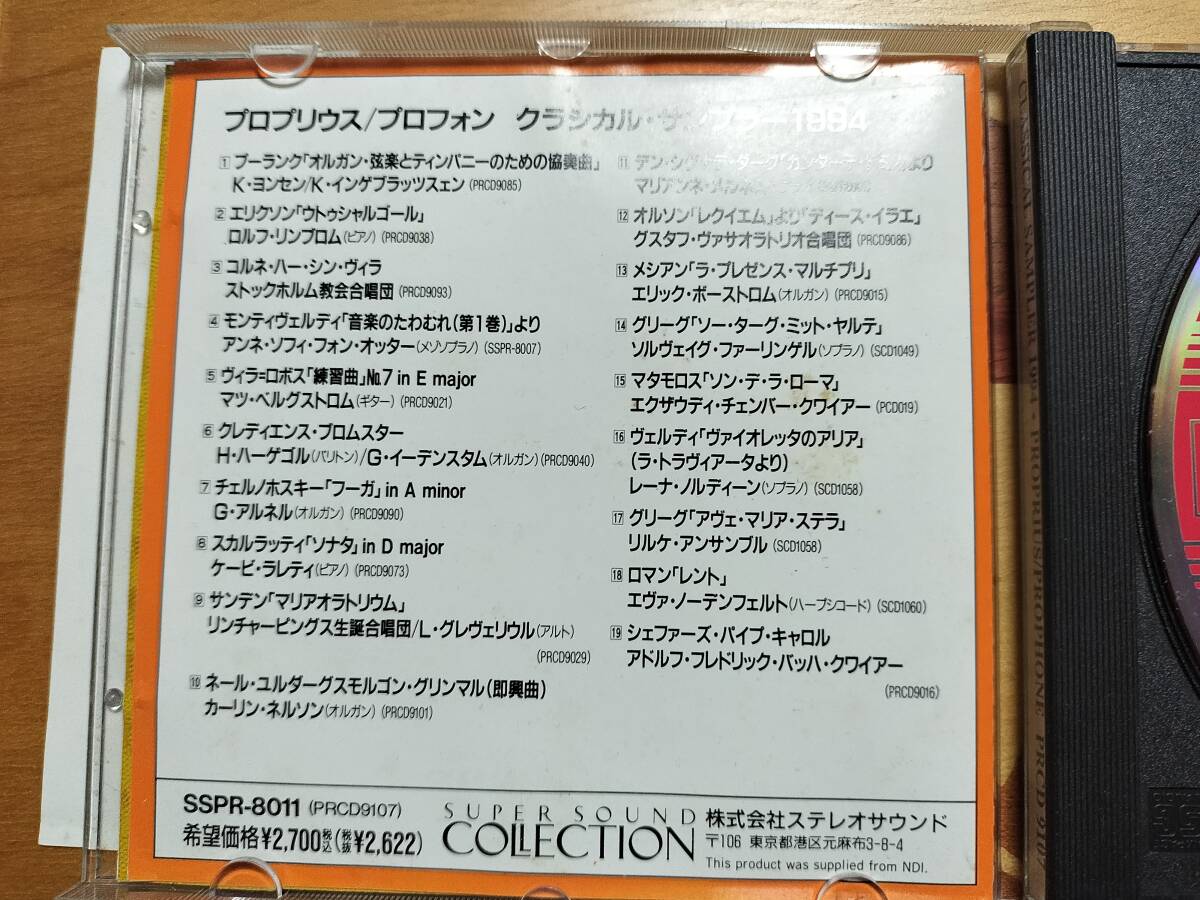 プロプリウス/プロフォン クラシカル・サンプラー1994
1 プーランク「オルガン・弦楽とティンパニーのための協奏曲」
K・ヨンセン/K・インゲブラッツスェン(PRCD9085)
2 エリクソン「ウトゥシャルゴール」
ロルフ・リンブロム(ピアノ)(PRCD9038)
3 コルネ・ハー・シン・ヴィラ
ストックホルム教会合唱団(PRCD9093)
4 モンティヴェルディ「音楽のたわむれ(第1巻)」より
アンネ・ソフィ・フォン・オッター(メゾソプラノ)(SSPR-8007)
5 ヴィラ=ロボス「練習曲」№7 in E major
マツ・ベルグストロム(ギター)(PRCD9021)
6 クレディエンス・ブロムスター
H・ハーゲゴル(バリトン)/G・イーデンスタム(オルガン)(PRCD9040)
7 チェルノホスキー「フーガ」in A minor
G・アルネル(オルガン)(PRCD9090)
8 スカルラッティ「ソナタ」in D major
ケービ・ラレティ(ピアノ)(PRCD9073)
9 サンデン「マリアオラトリウム」
リンチャーピングス生誕合唱団/L・グレヴェリウル(アルト)
(PRCD9029)
10 ネール・ユルダーグスモルゴン・グリンマル(即興曲)
カーリン・ネルソン(オルガン)(PRCD9101)
11 デン・ より
マリアンネ・
12 オルソン「レクイエム」より「ディース・イラエ」
グスタフ・ヴァサオラトリオ合唱団(PRCD9086)
13 メシアン「ラ・プレゼンス・マルチプリ」
エリック・ボーストロム(オルガン)(PRCD9015)
14 グリーグ「ソー・ターグ・ミット・ヤルテ」
ソルヴェイグ・ファーリンゲル(ソプラノ)(SCD1049)
15 マタモロス「ソン・デ・ラ・ローマ」
エクザウディ・チェンバー・クワイアー(PCD019)
16 ヴェルディ「ヴァイオレッタのアリア」
(ラ・トラヴィアータより)
レーナ・ノルディーン(ソプラノ)(SCD1058)
17 グリーグ「アヴェ・マリア・ステラ」
リルケ・アンサンブル(SCD1058)
18 ロマン「レント」
エヴァ・ノーデンフェルト(ハープシコード)(SCD1060)
19 シェファーズ・パイプ・キャロル
アドルフ・フレドリック・バッハ・クワイアー
(PRCD9016)
SSPR-8011 (PRCD9107)
希望価格¥2,700税込(税抜¥2,622)
SUPER SOUND
COLLECTION
株式会社ステレオサウンド
〒106 東京都港区元麻布3-8-4
This product was supplied from NDI.
CLASSICAL SAMPLER 1994 • PROPRIUS/PROPHONE PRCD 9107